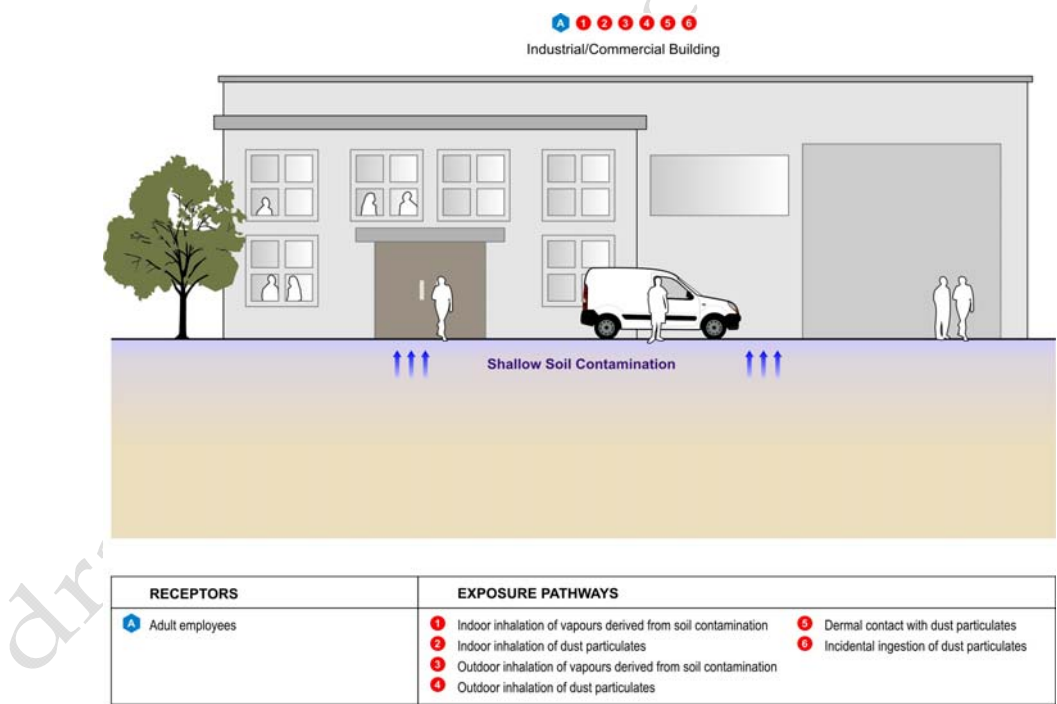 A 1 2 3 4 5 6
Industrial/Commercial Building
Shallow Soil Contamination
RECEPTORS
A Adult employees
EXPOSURE PATHWAYS
1 Indoor inhalation of vapours derived from soil contamination
2 Indoor inhalation of dust particulates
3 Outdoor inhalation of vapours derived from soil contamination
4 Outdoor inhalation of dust particulates
5 Dermal contact with dust particulates
6 Incidental ingestion of dust particulates